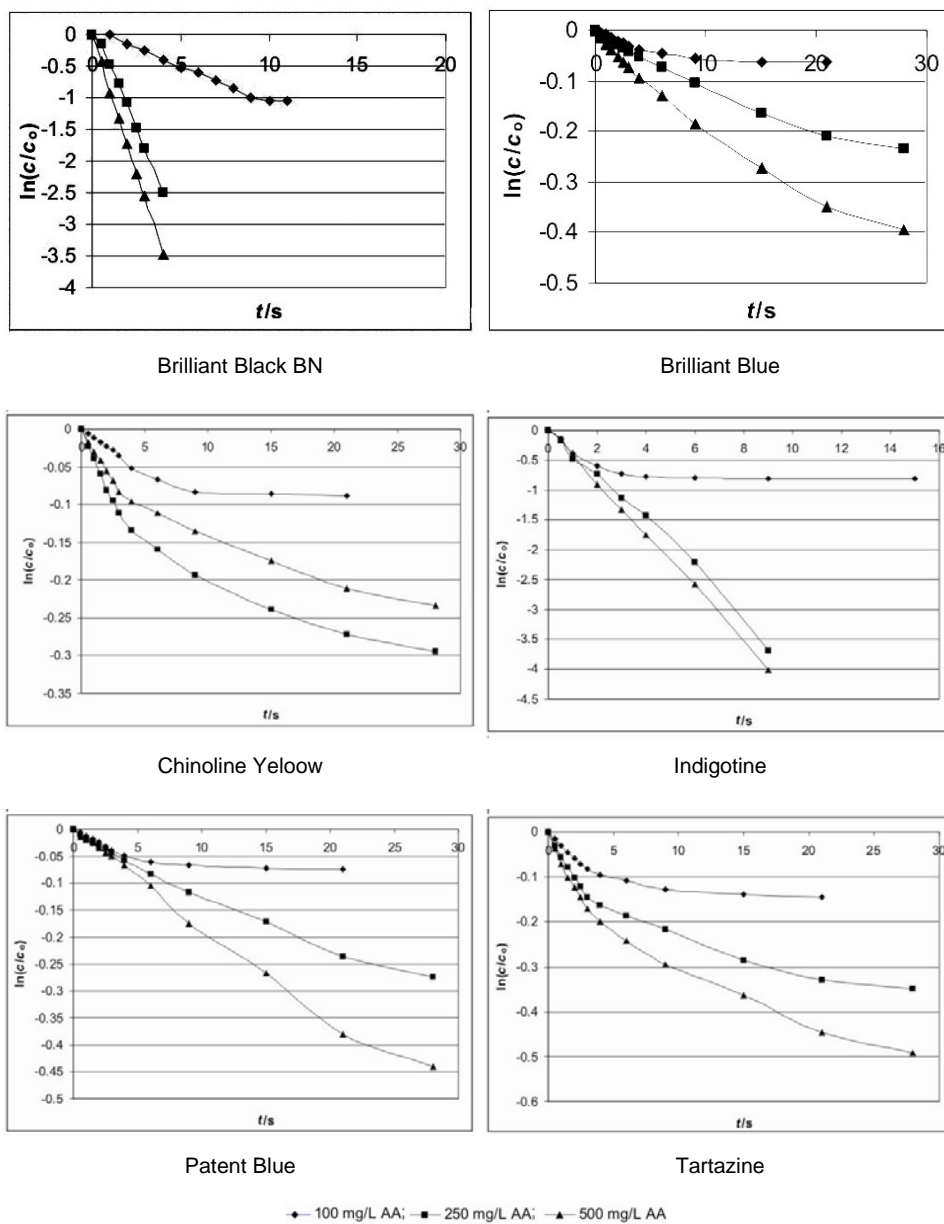 0
-0.5
-1
-1.5
-2
-2.5
-3
-3.5
-4
0 5 10 15 20
ln(c/cₒ)
t/s
Brilliant Black BN
0
-0.1
-0.2
-0.3
-0.4
-0.5
0 10 20 30
ln(c/cₒ)
t/s
Brilliant Blue
0
-0.05
-0.1
-0.15
-0.2
-0.25
-0.3
-0.35
0 5 10 15 20 25 30
ln(c/cₒ)
t/s
Chinoline Yeloow
0
-0.5
-1
-1.5
-2
-2.5
-3
-3.5
-4
-4.5
0 2 4 6 8 10 12 14 16
ln(c/cₒ)
t/s
Indigotine
0
-0.05
-0.1
-0.15
-0.2
-0.25
-0.3
-0.35
-0.4
-0.45
-0.5
0 5 10 15 20 25 30
ln(c/cₒ)
t/s
Patent Blue
0
-0.1
-0.2
-0.3
-0.4
-0.5
-0.6
0 5 10 15 20 25 30
ln(c/cₒ)
t/s
Tartazine
100 mg/L AA; 250 mg/L AA; 500 mg/L AA